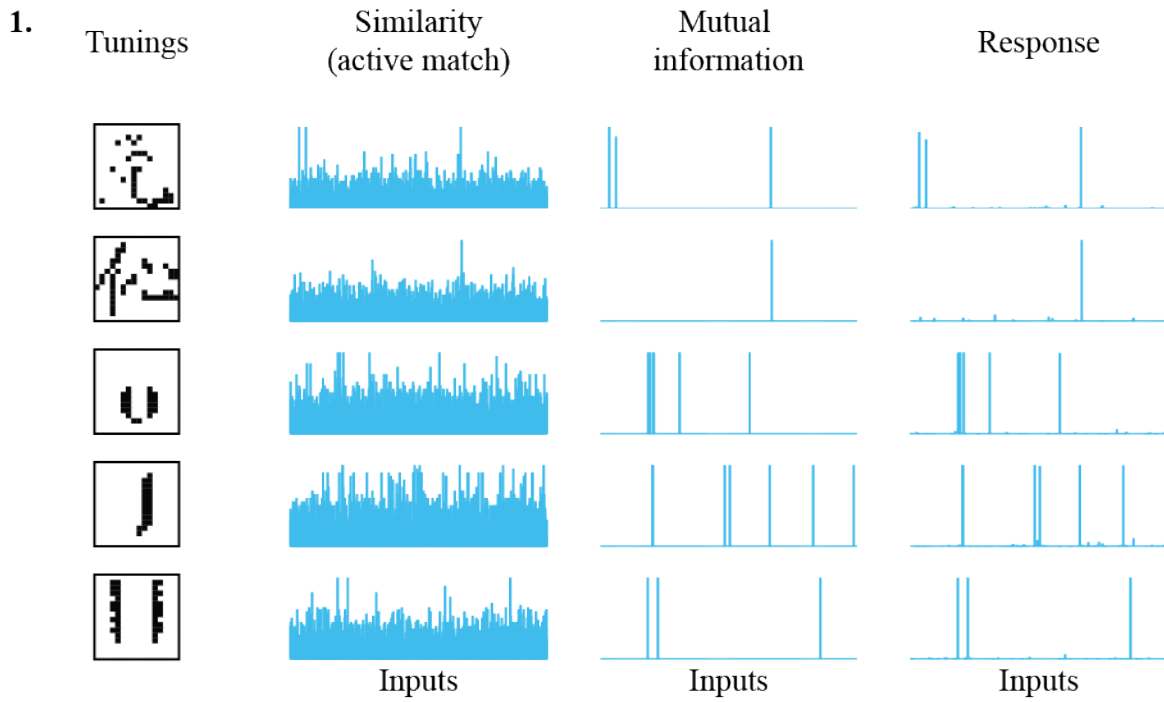 1.
Tunings
Similarity
(active match)
Mutual
information
Response
Inputs
Inputs
Inputs